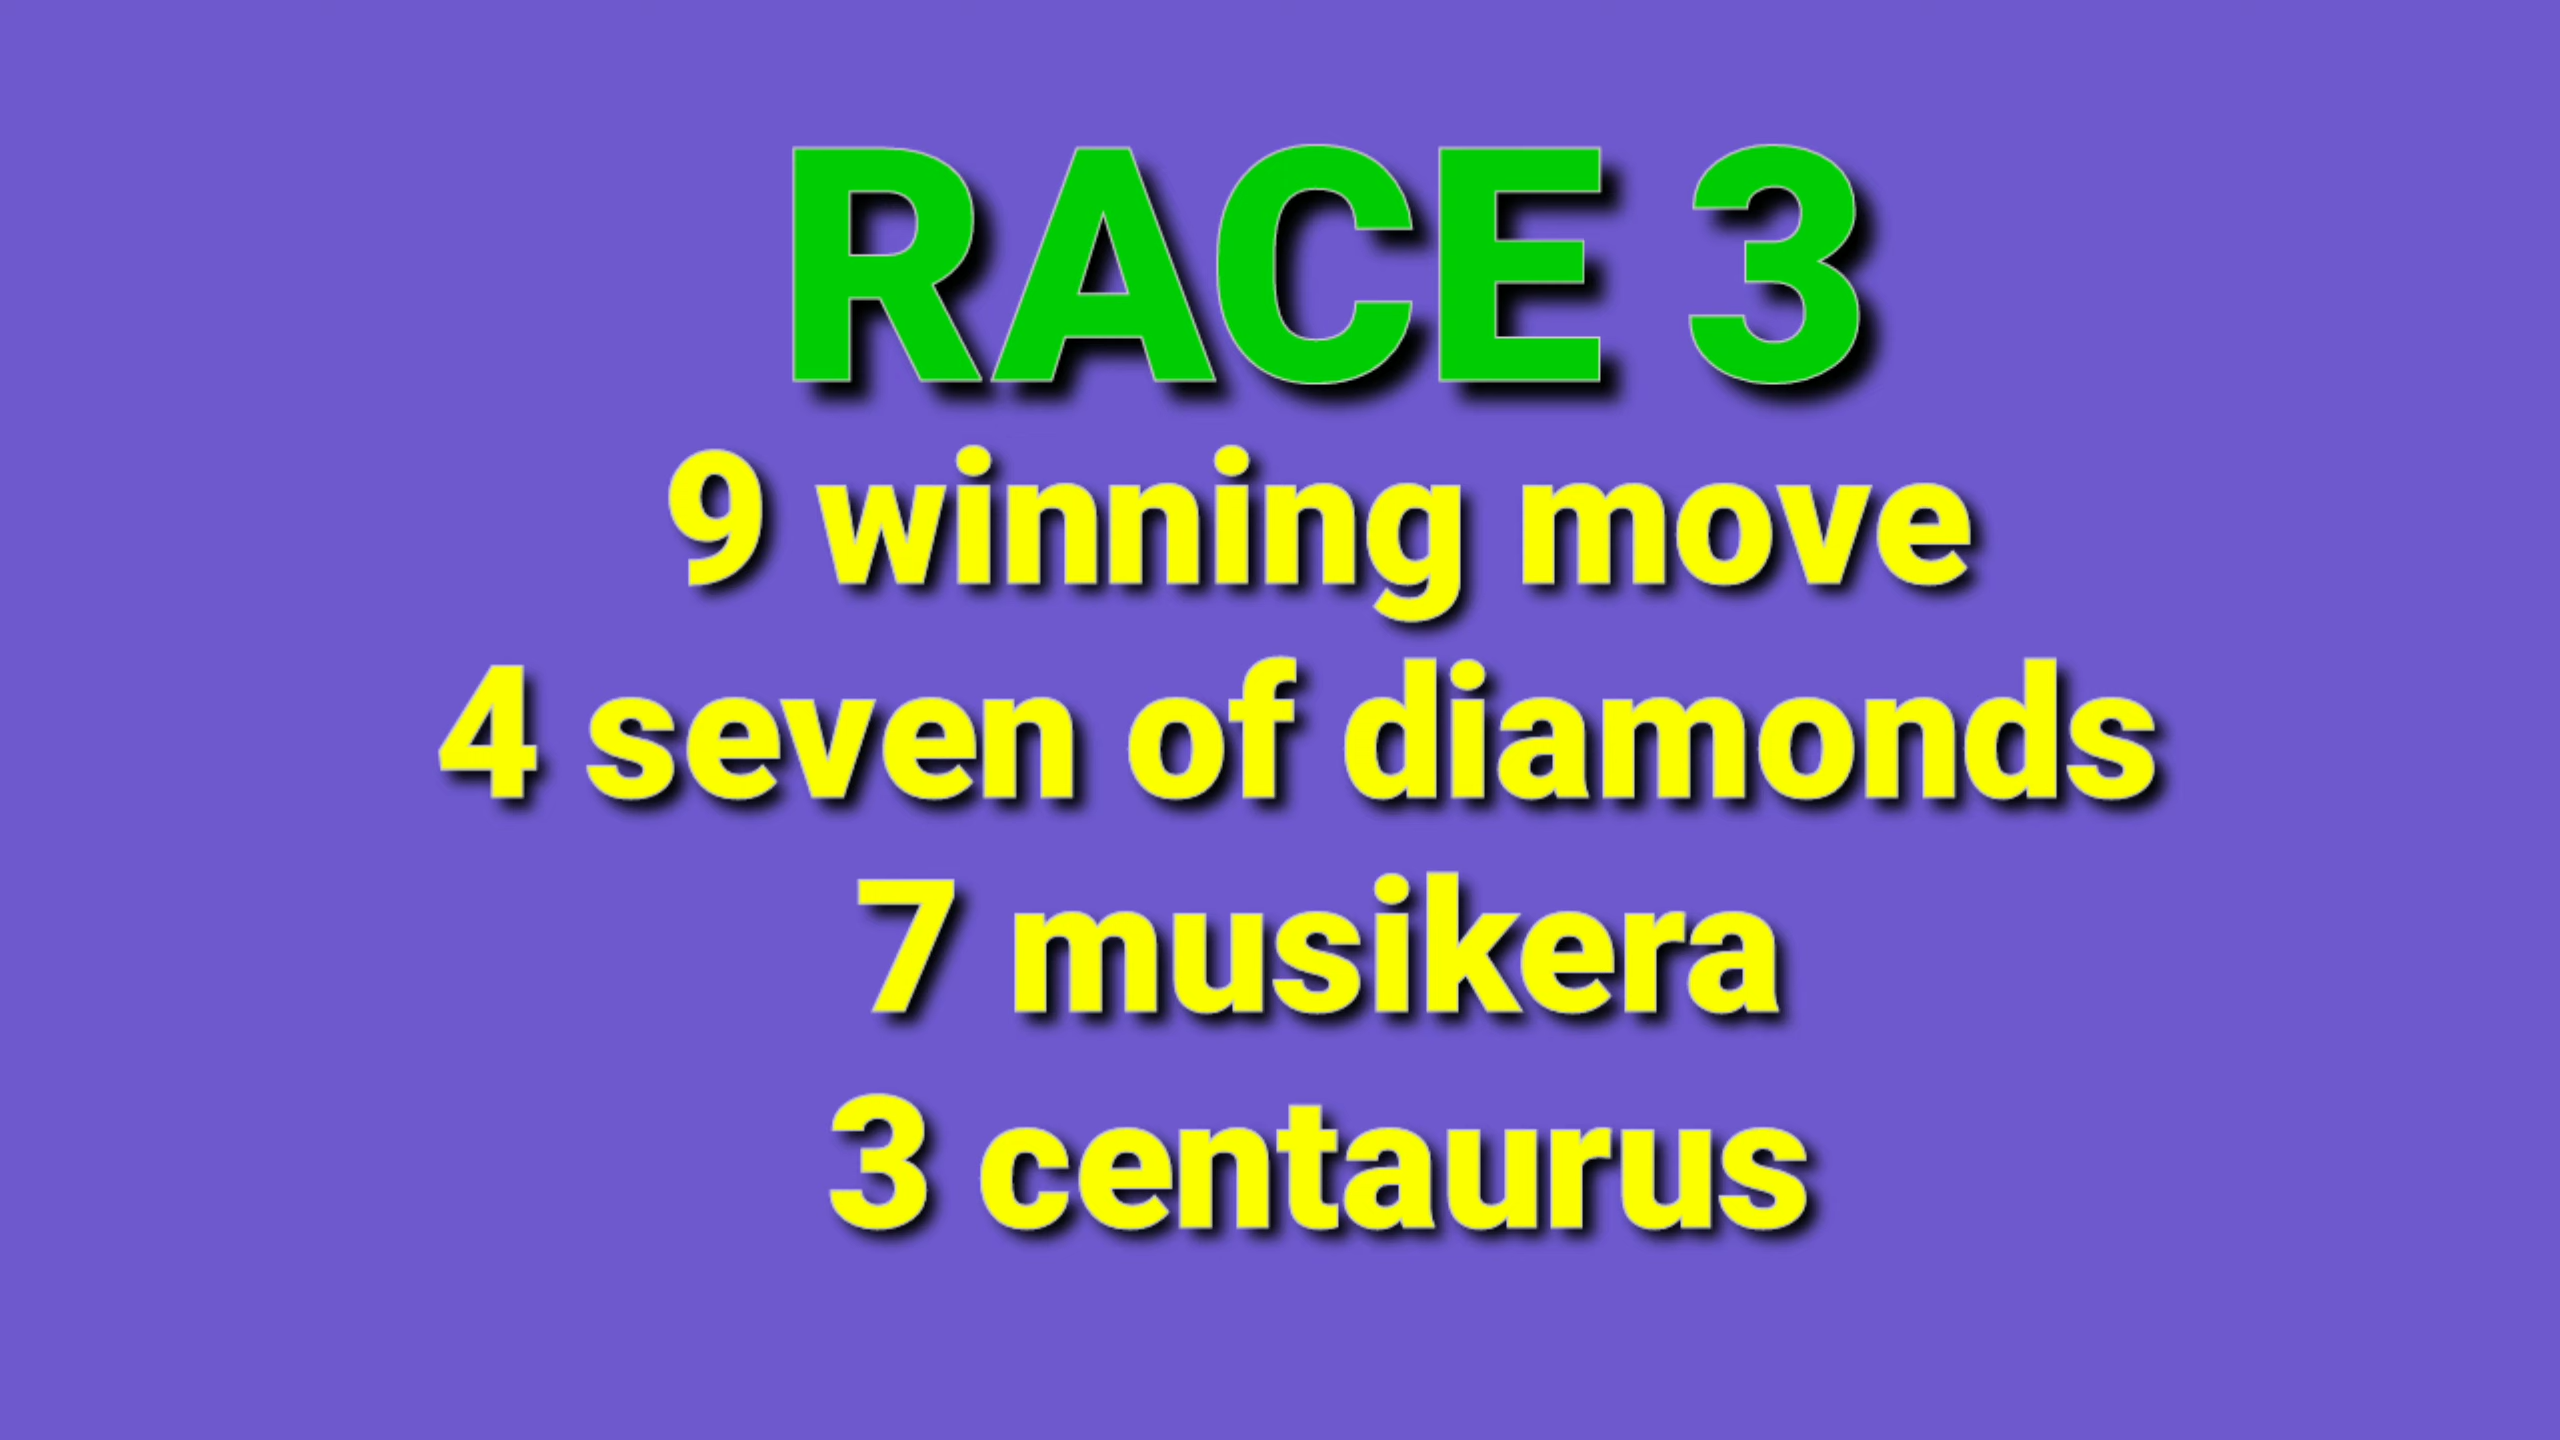 RACE 3
9 winning move
4 seven of diamonds
7 musikera
3 centaurus